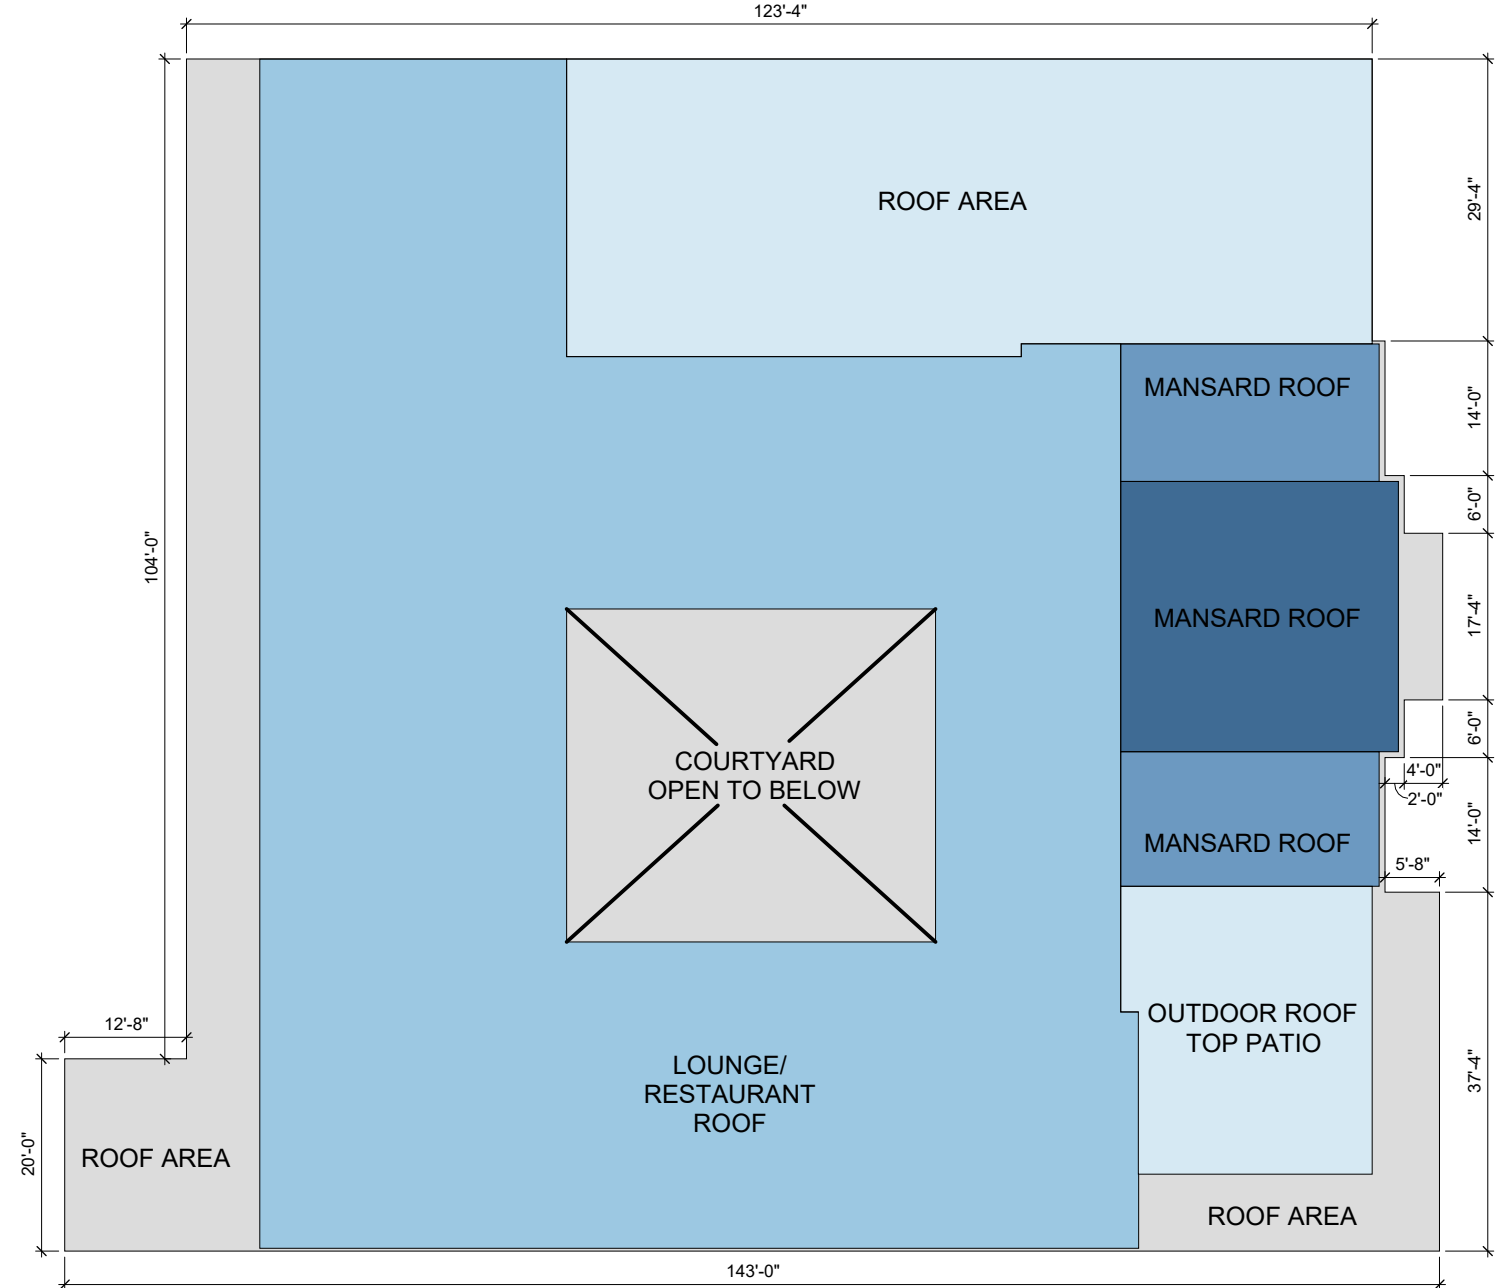 123'-4"
29'-4"
ROOF AREA
MANSARD ROOF
14'-0"
6'-0"
104'-0"
MANSARD ROOF
17'-4"
6'-0"
COURTYARD
OPEN TO BELOW
4'-0"
2'-0"
MANSARD ROOF
14'-0"
5'-8"
12'-8"
OUTDOOR ROOF
TOP PATIO
LOUNGE/
RESTAURANT
ROOF
37'-4"
20'-0"
ROOF AREA
ROOF AREA
143'-0"